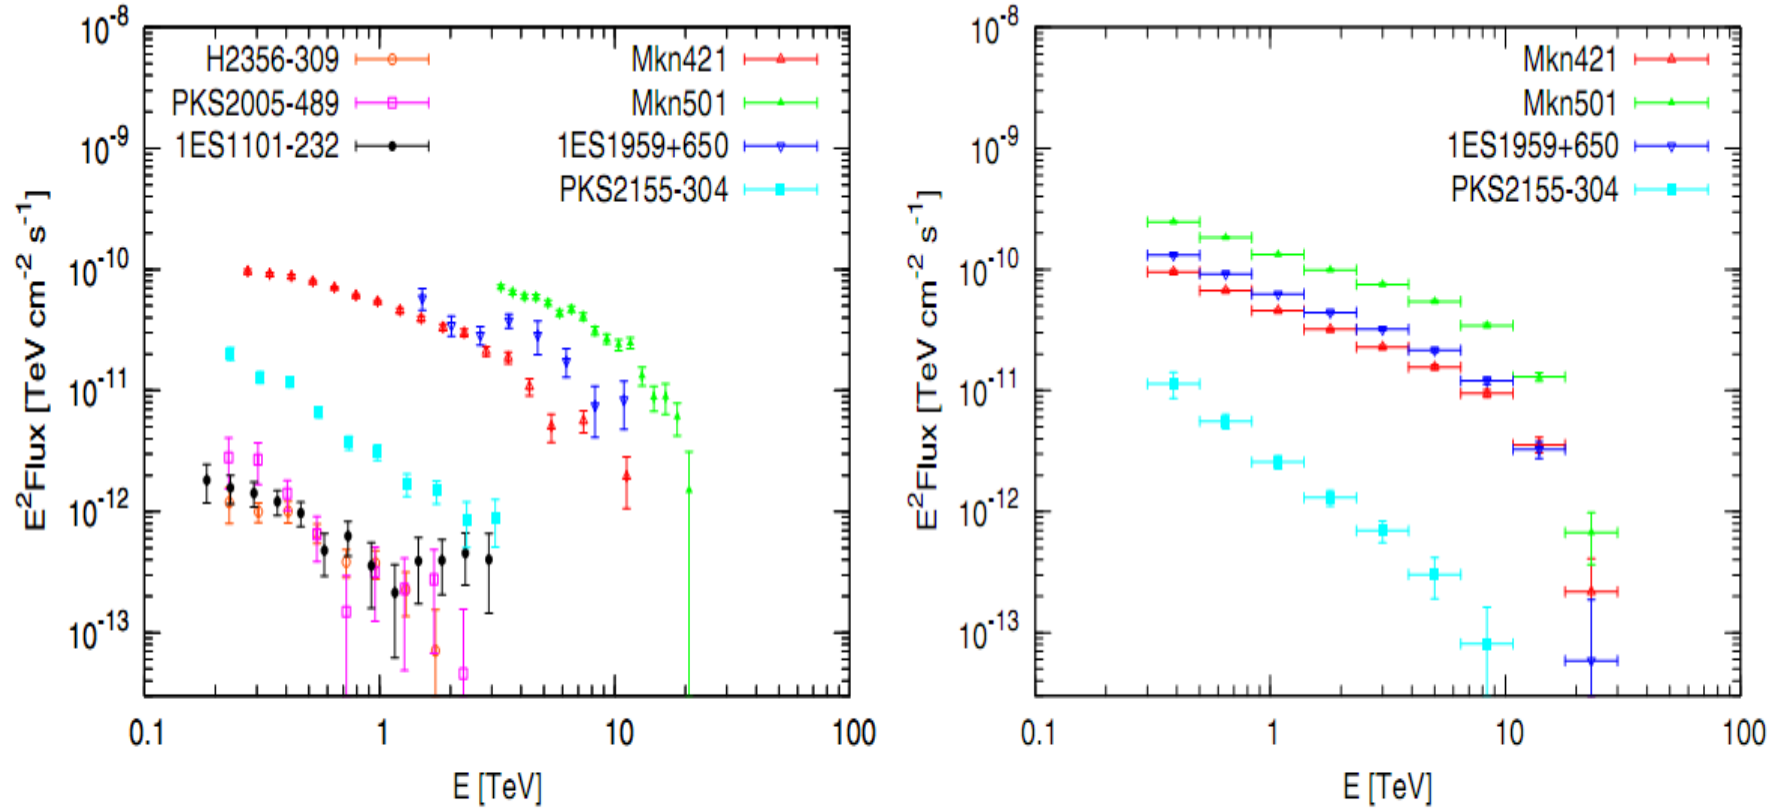 10^-8
10^-9
10^-10
10^-11
10^-12
10^-13
E^2Flux [TeV cm^-2 s^-1]
H2356-309
PKS2005-489
1ES1101-232
Mkn421
Mkn501
1ES1959+650
PKS2155-304
0.1 1 10 100
E [TeV]
10^-8
10^-9
10^-10
10^-11
10^-12
10^-13
E^2Flux [TeV cm^-2 s^-1]
Mkn421
Mkn501
1ES1959+650
PKS2155-304
0.1 1 10 100
E [TeV]